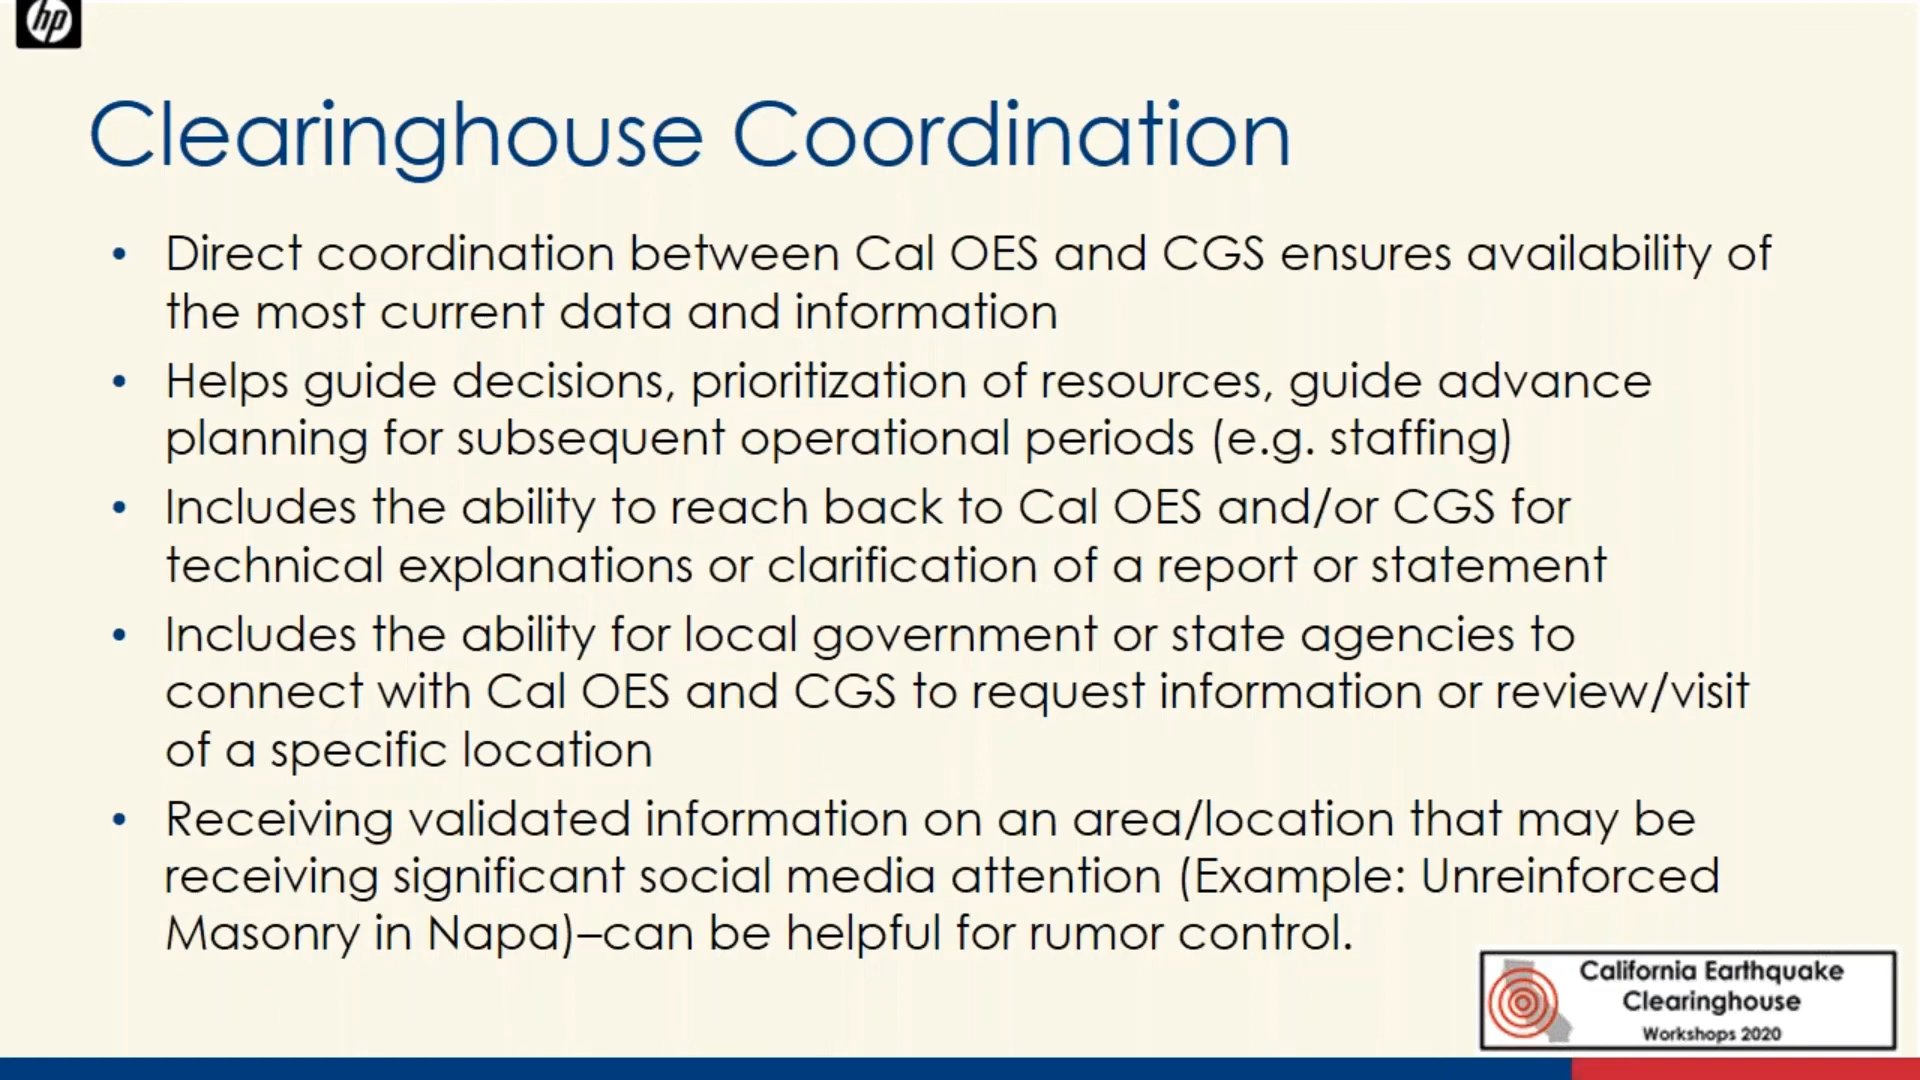 hp
Clearinghouse Coordination
• Direct coordination between Cal OES and CGS ensures availability of
the most current data and information
• Helps guide decisions, prioritization of resources, guide advance
planning for subsequent operational periods (e.g. staffing)
• Includes the ability to reach back to Cal OES and/or CGS for
technical explanations or clarification of a report or statement
• Includes the ability for local government or state agencies to
connect with Cal OES and CGS to request information or review/visit
of a specific location
• Receiving validated information on an area/location that may be
receiving significant social media attention (Example: Unreinforced
Masonry in Napa)–can be helpful for rumor control.
California Earthquake
Clearinghouse
Workshops 2020